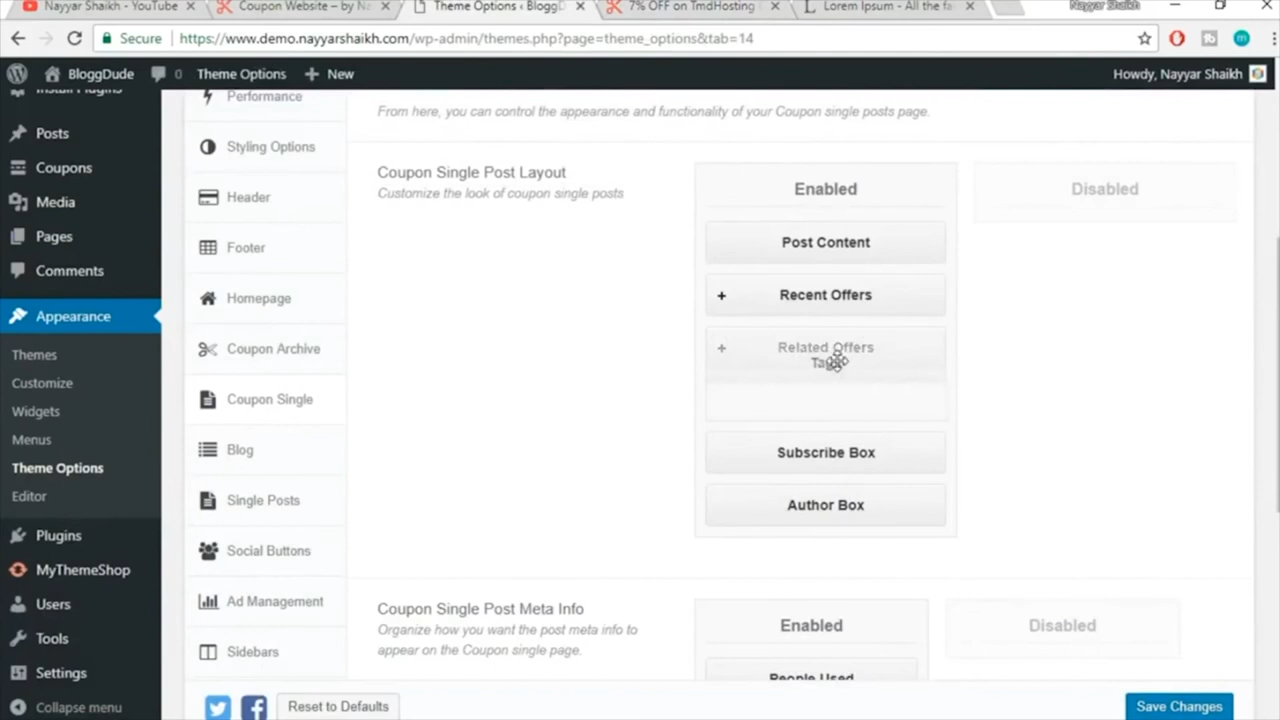 Nayyar Shaikh - YouTube
Coupon Website – by Na
Theme Options ‹ BloggD
7% OFF on TmdHosting
Lorem Ipsum - All the fa
Nayyar Shaikh
Secure
https://www.demo.nayyarshaikh.com/wp-admin/themes.php?page=theme_options&tab=14
BloggDude
0
Theme Options
New
Howdy, Nayyar Shaikh
Install Plugins
Posts
Coupons
Media
Pages
Comments
Appearance
Themes
Customize
Widgets
Menus
Theme Options
Editor
Plugins
MyThemeShop
Users
Tools
Settings
Collapse menu
Performance
Styling Options
Header
Footer
Homepage
Coupon Archive
Coupon Single
Blog
Single Posts
Social Buttons
Ad Management
Sidebars
From here, you can control the appearance and functionality of your Coupon single posts page.
Coupon Single Post Layout
Customize the look of coupon single posts
Enabled
Post Content
+ Recent Offers
+ Related Offers
Subscribe Box
Author Box
Disabled
Coupon Single Post Meta Info
Organize how you want the post meta info to
appear on the Coupon single page.
Enabled
People Used
Disabled
Reset to Defaults
Save Changes